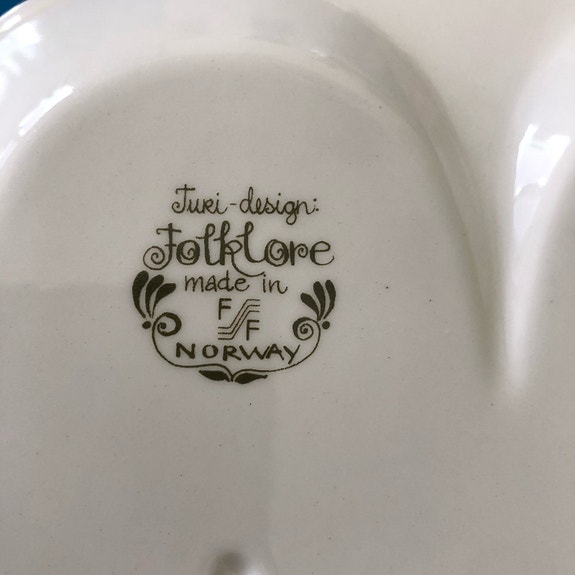 Turi-design:
Folklore
made in
F
F
NORWAY